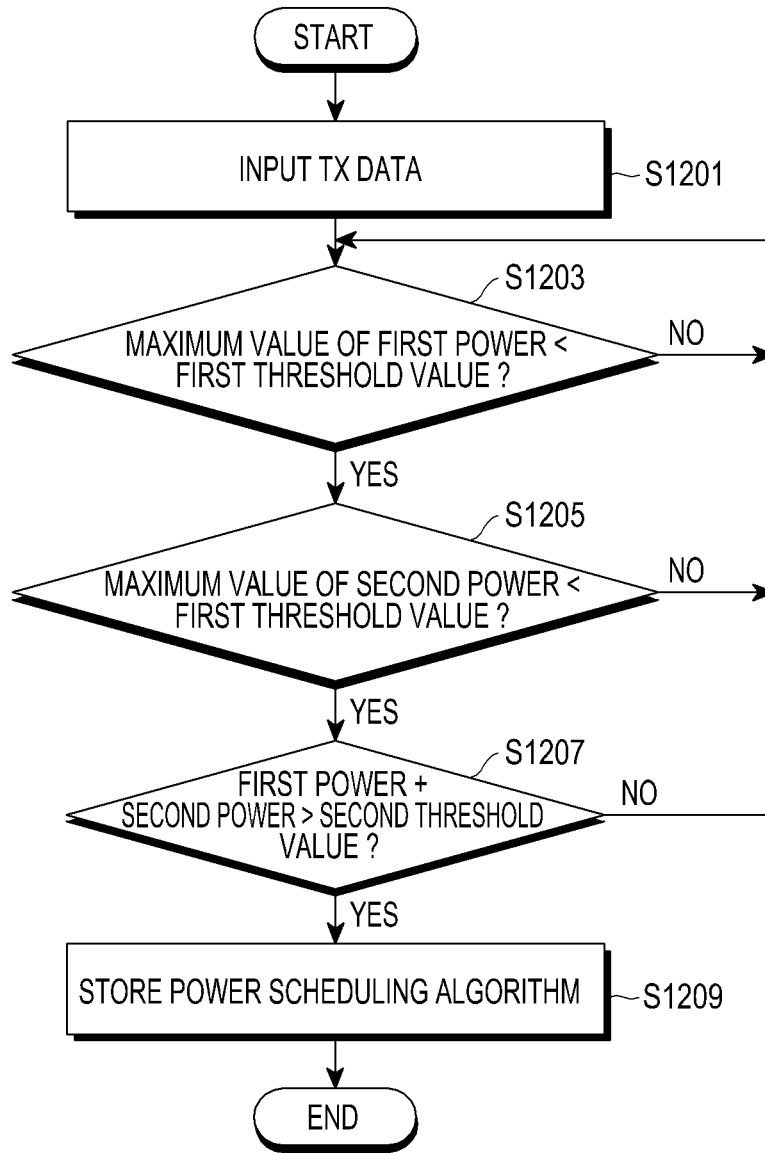 START
INPUT TX DATA
S1201
S1203
MAXIMUM VALUE OF FIRST POWER <
FIRST THRESHOLD VALUE ?
NO
YES
S1205
MAXIMUM VALUE OF SECOND POWER <
FIRST THRESHOLD VALUE ?
NO
YES
S1207
FIRST POWER +
SECOND POWER > SECOND THRESHOLD
VALUE ?
NO
YES
STORE POWER SCHEDULING ALGORITHM
S1209
END